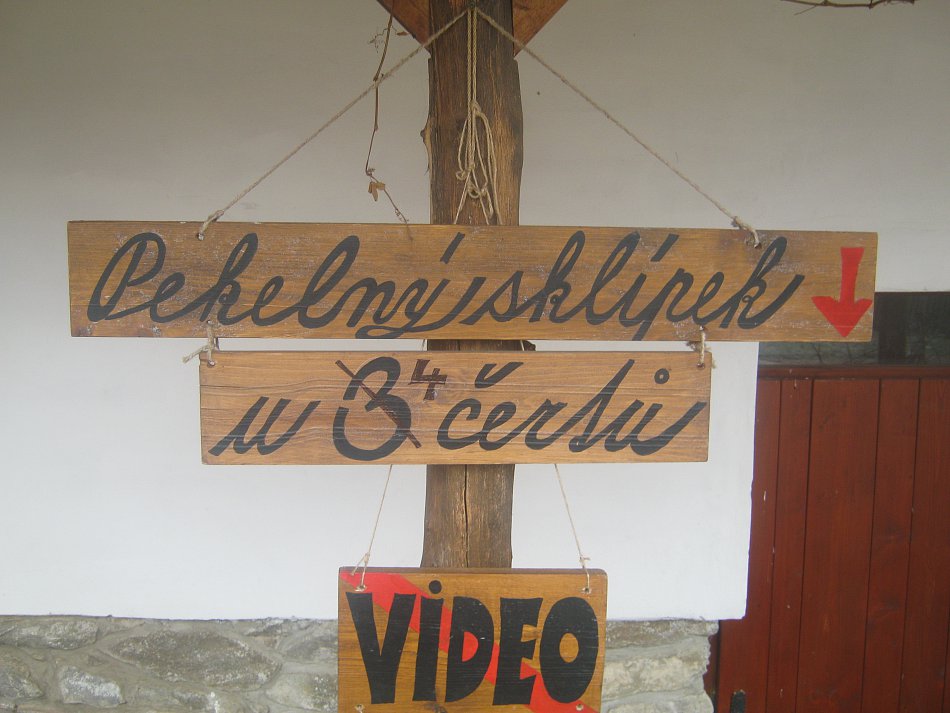 Pekelný sklípek
u 3 4 čertů
VIDEO